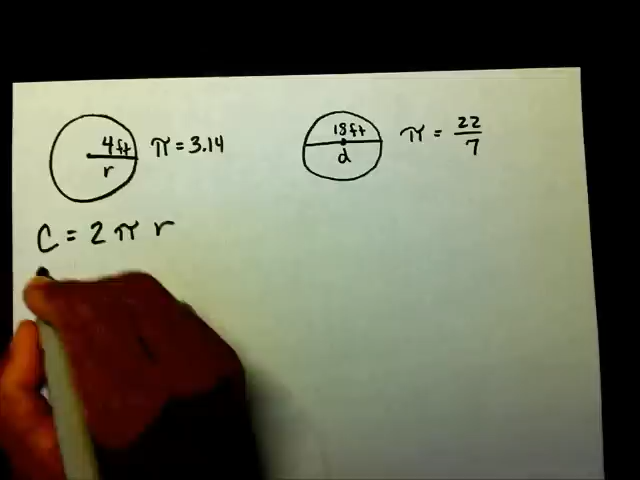 4ft
r
π = 3.14
18ft
d
π = 22/7
C = 2 π r